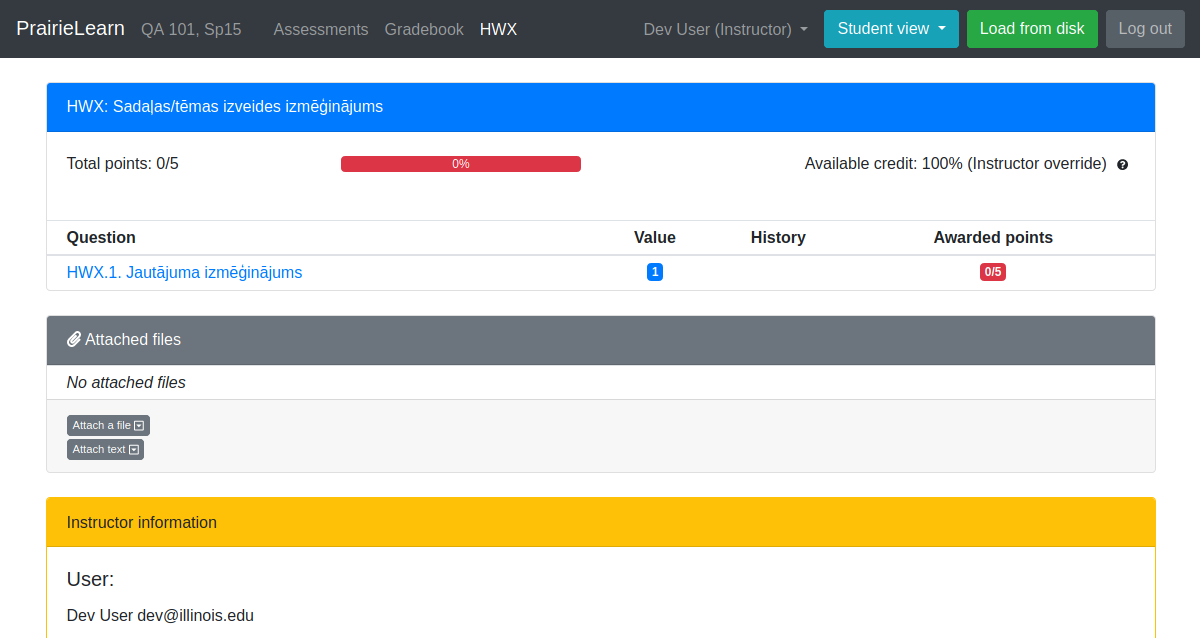 PrairieLearn QA 101, Sp15 Assessments Gradebook HWX Dev User (Instructor) Student view Load from disk Log out
HWX: Sadaļas/tēmas izveides izmēģinājums
Total points: 0/5 0% Available credit: 100% (Instructor override)
Question Value History Awarded points
HWX.1. Jautājuma izmēģinājums 1 0/5
Attached files
No attached files
Attach a file
Attach text
Instructor information
User:
Dev User dev@illinois.edu